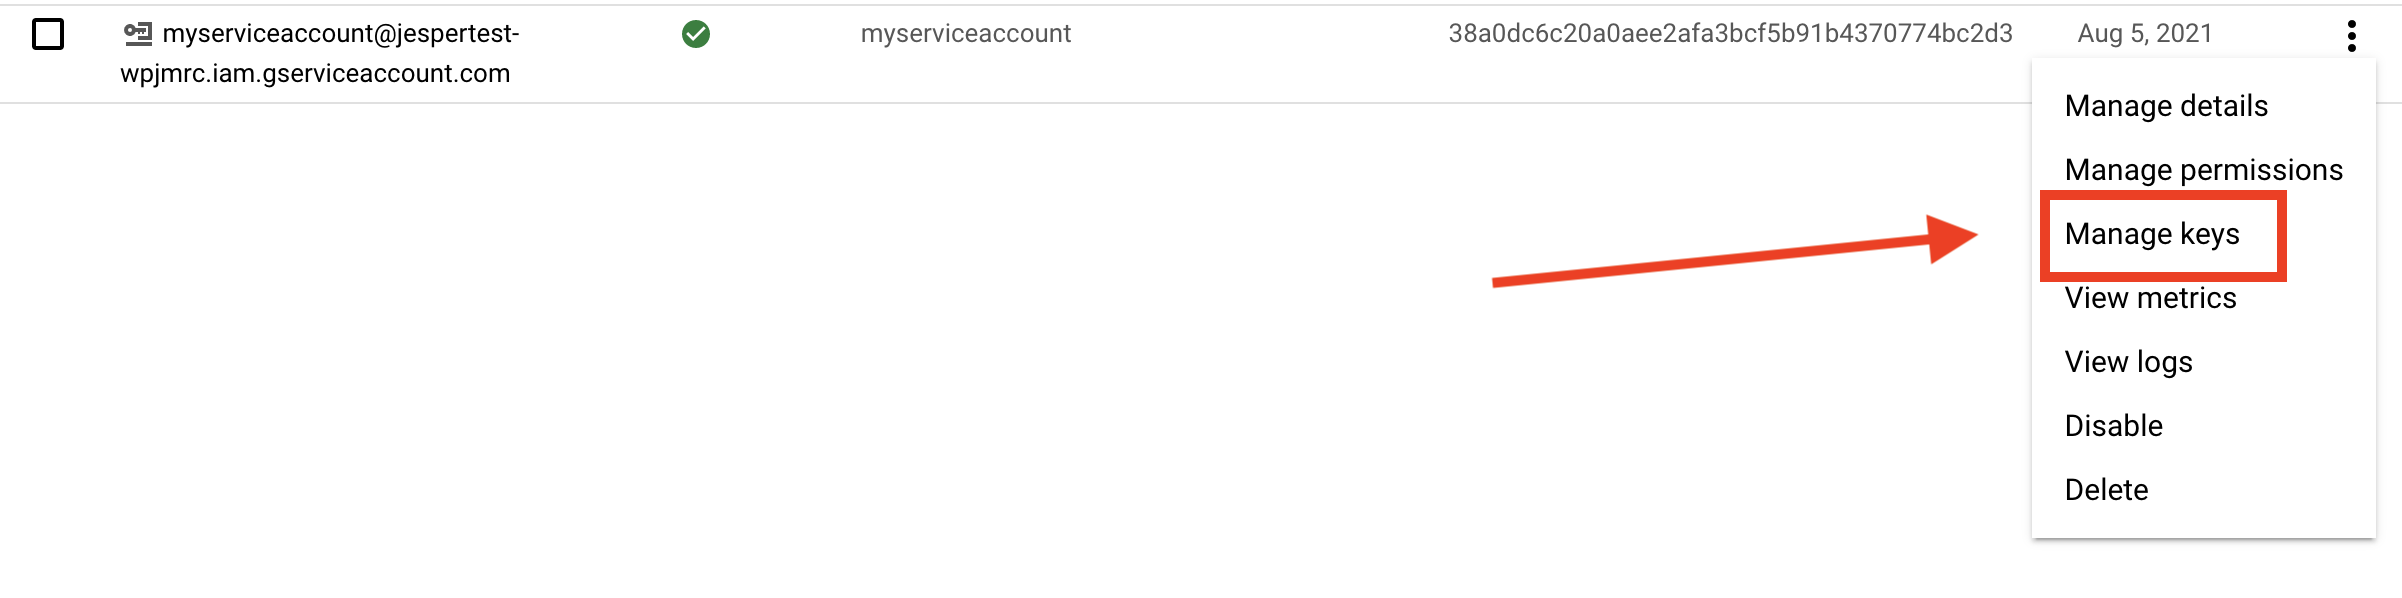 myserviceaccount@jespertest-
wpjmrc.iam.gserviceaccount.com
myserviceaccount
38a0dc6c20a0aee2afa3bcf5b91b4370774bc2d3
Aug 5, 2021
Manage details
Manage permissions
Manage keys
View metrics
View logs
Disable
Delete